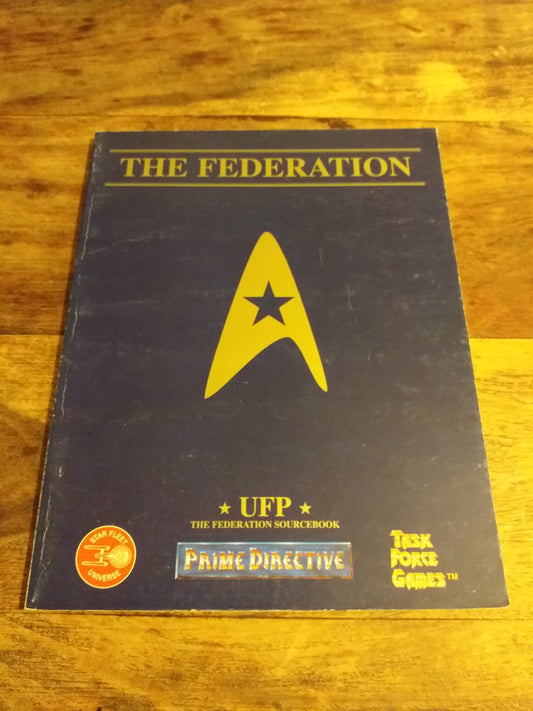 THE FEDERATION
★ UFP ★
THE FEDERATION SOURCEBOOK
STAR FLEET
UNIVERSE
PRIME DIRECTIVE
TASK
FORCE
GAMES™